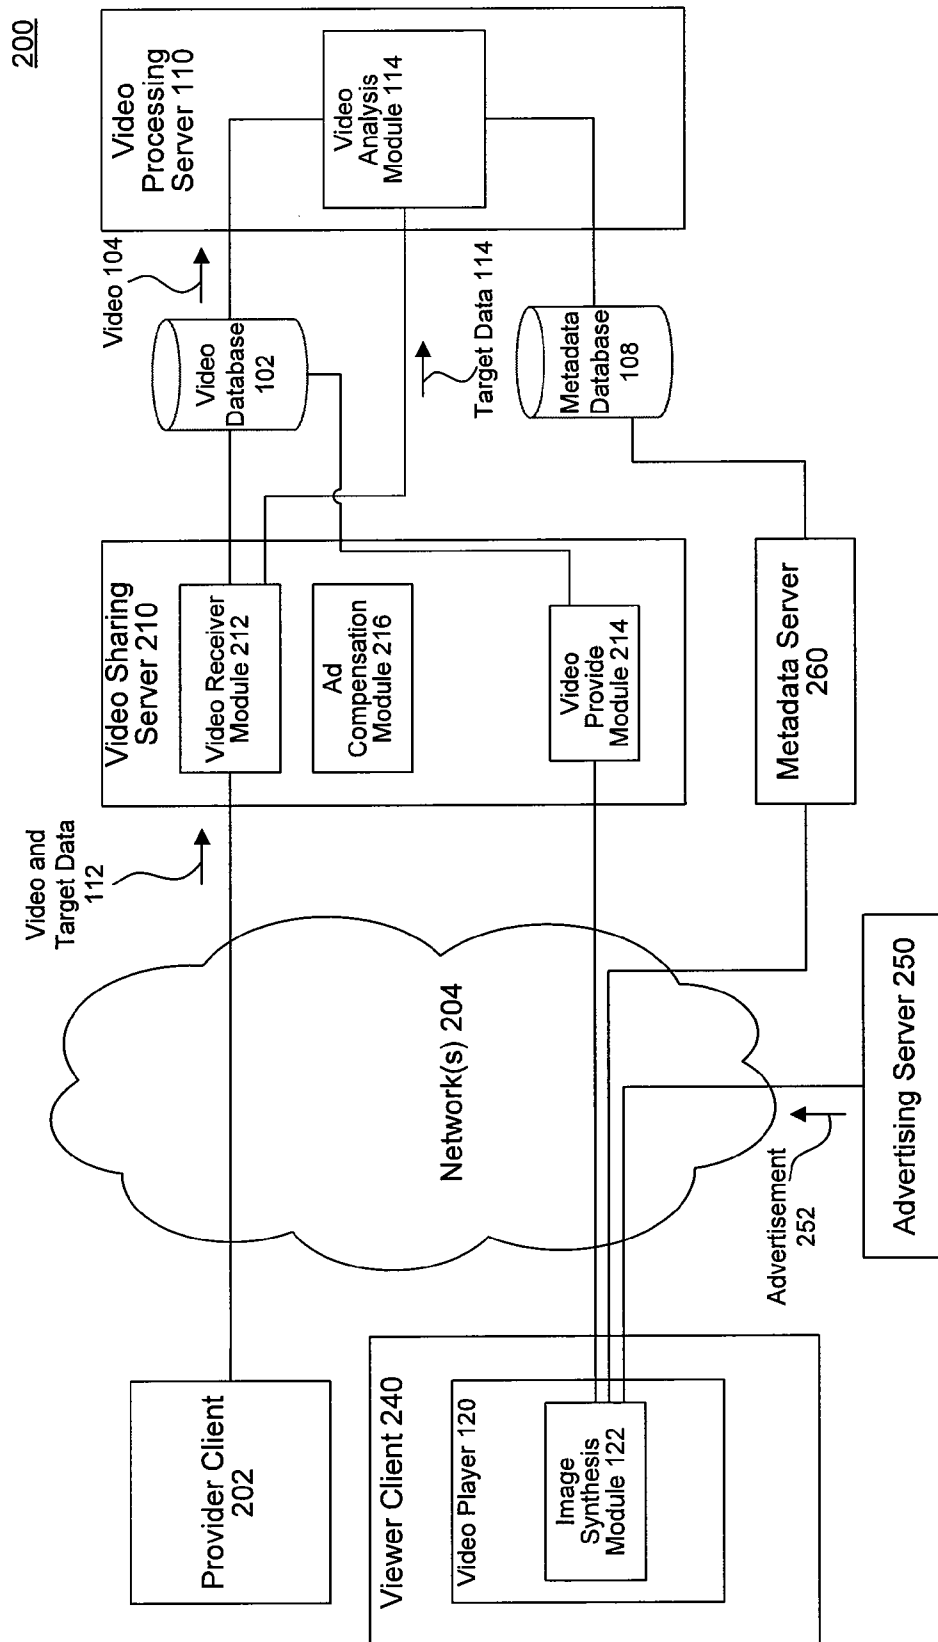 200
Provider Client
202
Video and
Target Data
112
Video Sharing
Server 210
Video Receiver
Module 212
Ad
Compensation
Module 216
Video
Provide
Module 214
Video 104
Video
Database
102
Target Data 114
Metadata
Database
108
Video
Processing
Server 110
Video
Analysis
Module 114
Network(s) 204
Viewer Client 240
Video Player 120
Image
Synthesis
Module 122
Advertisement
252
Advertising Server 250
Metadata Server
260